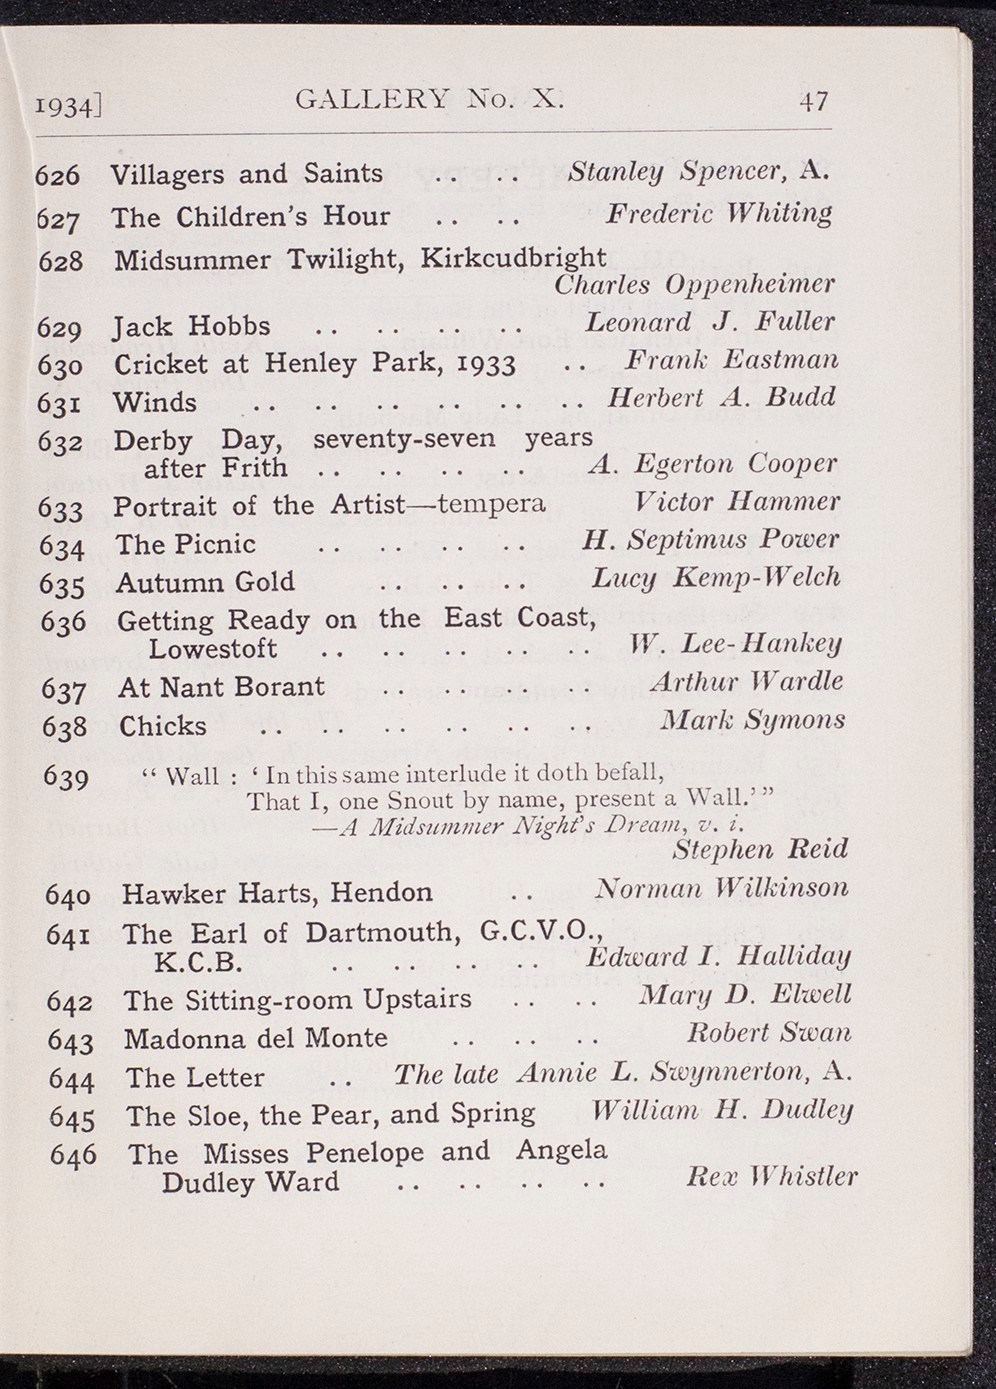 1934] GALLERY No. X. 47
626 Villagers and Saints .. .. Stanley Spencer, A.
627 The Children's Hour .. .. Frederic Whiting
628 Midsummer Twilight, Kirkcudbright
Charles Oppenheimer
629 Jack Hobbs .. .. .. .. Leonard J. Fuller
630 Cricket at Henley Park, 1933 .. Frank Eastman
631 Winds .. .. .. .. .. .. Herbert A. Budd
632 Derby Day, seventy-seven years
after Frith .. .. .. .. A. Egerton Cooper
633 Portrait of the Artist—tempera Victor Hammer
634 The Picnic .. .. .. .. H. Septimus Power
635 Autumn Gold .. .. .. Lucy Kemp-Welch
636 Getting Ready on the East Coast,
Lowestoft .. .. .. .. .. W. Lee-Hankey
637 At Nant Borant .. .. .. .. Arthur Wardle
638 Chicks .. .. .. .. .. .. Mark Symons
639 “ Wall : ‘ In this same interlude it doth befall,
That I, one Snout by name, present a Wall.’ ”
—A Midsummer Night's Dream, v. i.
Stephen Reid
640 Hawker Harts, Hendon .. Norman Wilkinson
641 The Earl of Dartmouth, G.C.V.O.,
K.C.B. .. .. .. .. Edward I. Halliday
642 The Sitting-room Upstairs .. .. Mary D. Elwell
643 Madonna del Monte .. .. .. Robert Swan
644 The Letter .. The late Annie L. Swynnerton, A.
645 The Sloe, the Pear, and Spring William H. Dudley
646 The Misses Penelope and Angela
Dudley Ward .. .. .. .. Rex Whistler